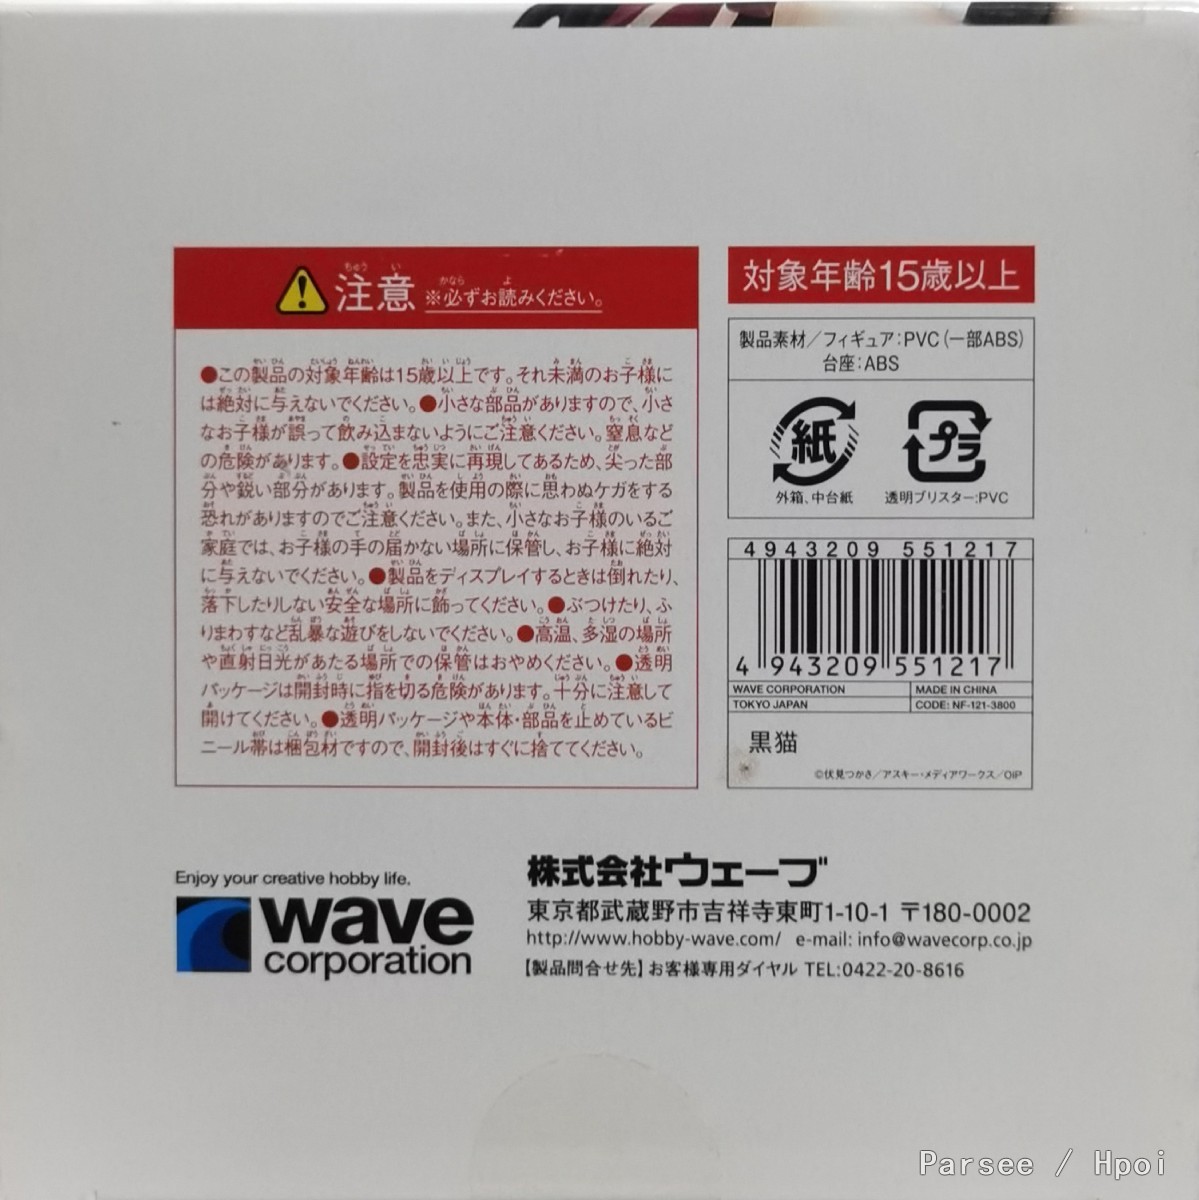 注意 ※必ずお読みください。
●この製品の対象年齢は15歳以上です。それ未満のお子様に
は絶対に与えないでください。●小さな部品がありますので、小さ
なお子様が誤って飲み込まないようにご注意ください。窒息など
の危険があります。●設定を忠実に再現してあるため、尖った部
分や鋭い部分があります。製品を使用の際に思わぬケガをする
恐れがありますのでご注意ください。また、小さなお子様のいるご
家庭では、お子様の手の届かない場所に保管し、お子様に絶対
に与えないでください。●製品をディスプレイするときは倒れたり、
落下したりしない安全な場所に飾ってください。●ぶつけたり、ふ
りまわすなど乱暴な遊びをしないでください。●高温、多湿の場所
や直射日光があたる場所での保管はおやめください。●透明
パッケージは開封時に指を切る危険があります。十分に注意して
開けてください。●透明パッケージや本体・部品を止めているビ
ニール帯は梱包材ですので、開封後はすぐに捨ててください。
対象年齢15歳以上
製品素材/フィギュア:PVC(一部ABS)
台座:ABS
紙
外箱、中台紙
プラ
透明ブリスター:PVC
4943209 551217
4 943209 551217
WAVE CORPORATION
MADE IN CHINA
TOKYO JAPAN
CODE: NF-121-3800
黒猫
©伏見つかさ/アスキー・メディアワークス/OIP
Enjoy your creative hobby life.
wave
corporation
株式会社ウェーブ
東京都武蔵野市吉祥寺東町1-10-1 〒180-0002
http://www.hobby-wave.com/ e-mail: info@wavecorp.co.jp
【製品問合せ先】お客様専用ダイヤル TEL:0422-20-8616
Parsee / Hpoi